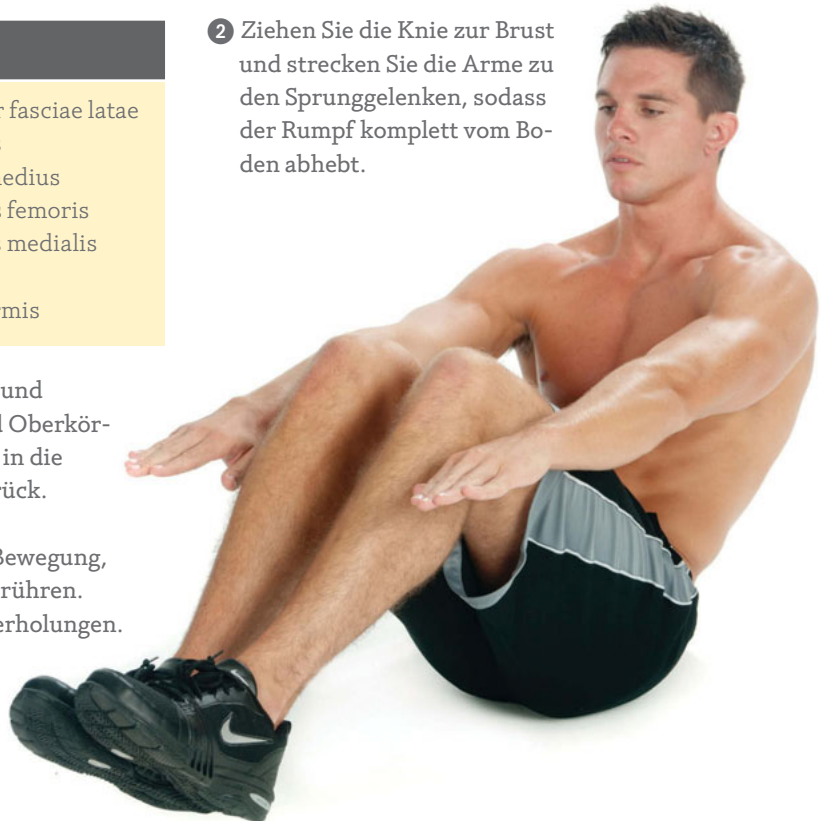 r fasciae latae
edius
s femoris
s medialis
rmis
und
l Oberkör-
in die
rück.
Bewegung,
rühren.
erholungen.
2 Ziehen Sie die Knie zur Brust
und strecken Sie die Arme zu
den Sprunggelenken, sodass
der Rumpf komplett vom Bo-
den abhebt.